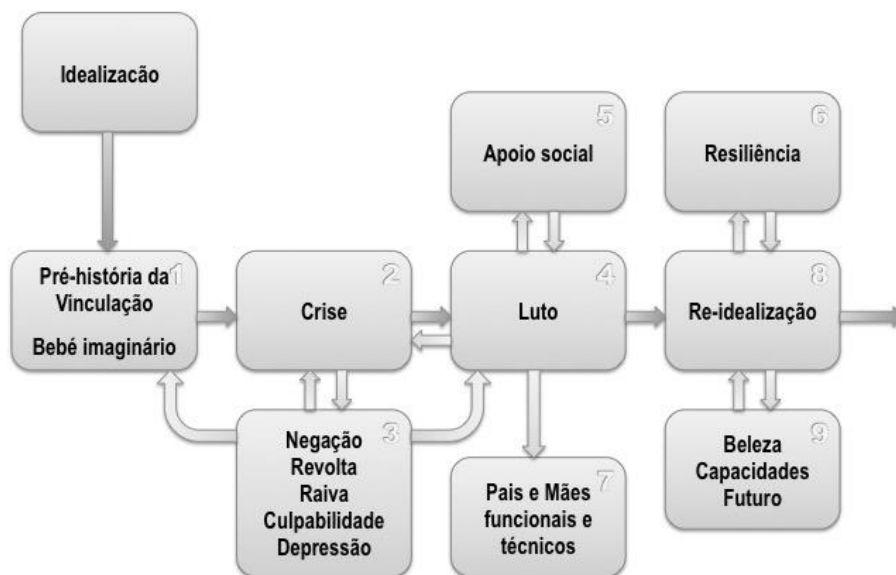 Idealizacão
5
Apoio social
6
Resiliência
1
Pré-história da
Vinculação
Bebé imaginário
2
Crise
4
Luto
8
Re-idealização
3
Negação
Revolta
Raiva
Culpabilidade
Depressão
7
Pais e Mães
funcionais e
técnicos
9
Beleza
Capacidades
Futuro